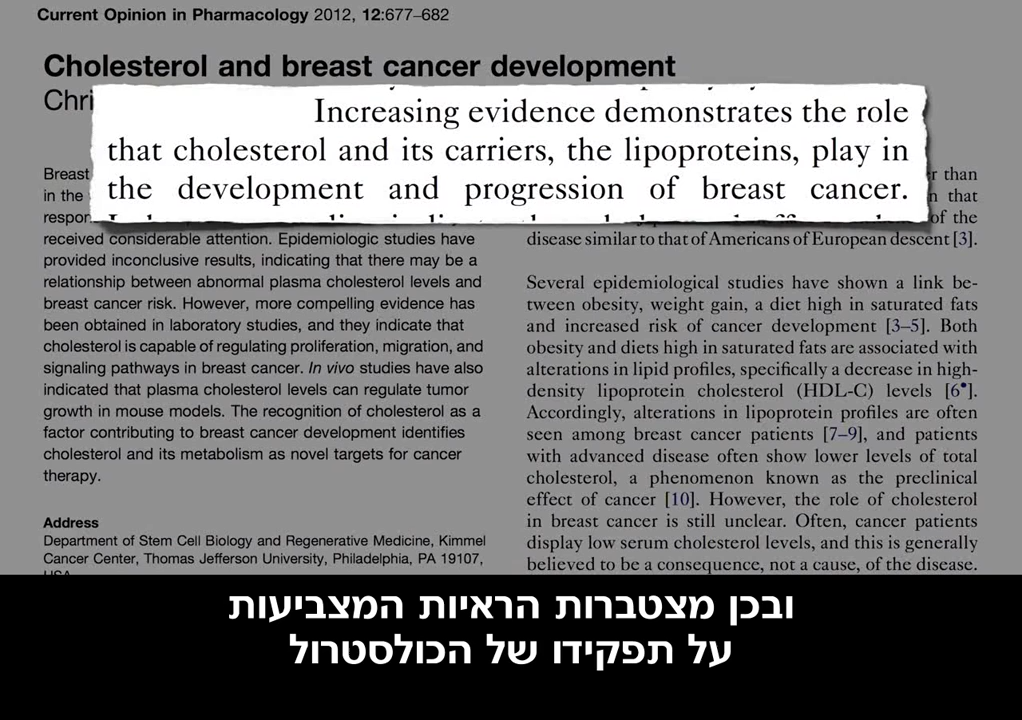 Current Opinion in Pharmacology 2012, 12:677–682
Cholesterol and breast cancer development
Chri
Increasing evidence demonstrates the role
that cholesterol and its carriers, the lipoproteins, play in
the development and progression of breast cancer.
Breast
in the
respon
received considerable attention. Epidemiologic studies have
provided inconclusive results, indicating that there may be a
relationship between abnormal plasma cholesterol levels and
breast cancer risk. However, more compelling evidence has
been obtained in laboratory studies, and they indicate that
cholesterol is capable of regulating proliferation, migration, and
signaling pathways in breast cancer. In vivo studies have also
indicated that plasma cholesterol levels can regulate tumor
growth in mouse models. The recognition of cholesterol as a
factor contributing to breast cancer development identifies
cholesterol and its metabolism as novel targets for cancer
therapy.
Address
Department of Stem Cell Biology and Regenerative Medicine, Kimmel
Cancer Center, Thomas Jefferson University, Philadelphia, PA 19107,
USA
r than
n that
of the
disease similar to that of Americans of European descent [3].
Several epidemiological studies have shown a link be-
tween obesity, weight gain, a diet high in saturated fats
and increased risk of cancer development [3–5]. Both
obesity and diets high in saturated fats are associated with
alterations in lipid profiles, specifically a decrease in high-
density lipoprotein cholesterol (HDL-C) levels [6•].
Accordingly, alterations in lipoprotein profiles are often
seen among breast cancer patients [7–9], and patients
with advanced disease often show lower levels of total
cholesterol, a phenomenon known as the preclinical
effect of cancer [10]. However, the role of cholesterol
in breast cancer is still unclear. Often, cancer patients
display low serum cholesterol levels, and this is generally
believed to be a consequence, not a cause, of the disease.
ובכן מצטברות הראיות המצביעות
על תפקידו של הכולסטרול